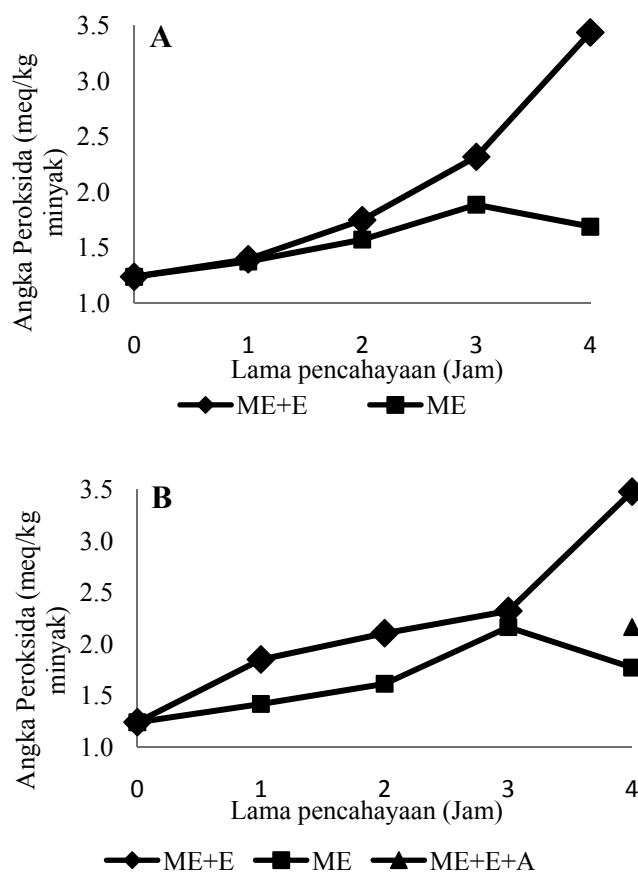 A
Angka Peroksida (meq/kg
minyak)
3.5
3.0
2.5
2.0
1.5
1.0
0 1 2 3 4
Lama pencahayaan (Jam)
ME+E ME
B
Angka Peroksida (meq/kg
minyak)
3.5
3.0
2.5
2.0
1.5
1.0
0 1 2 3 4
Lama pencahayaan (Jam)
ME+E ME ME+E+A